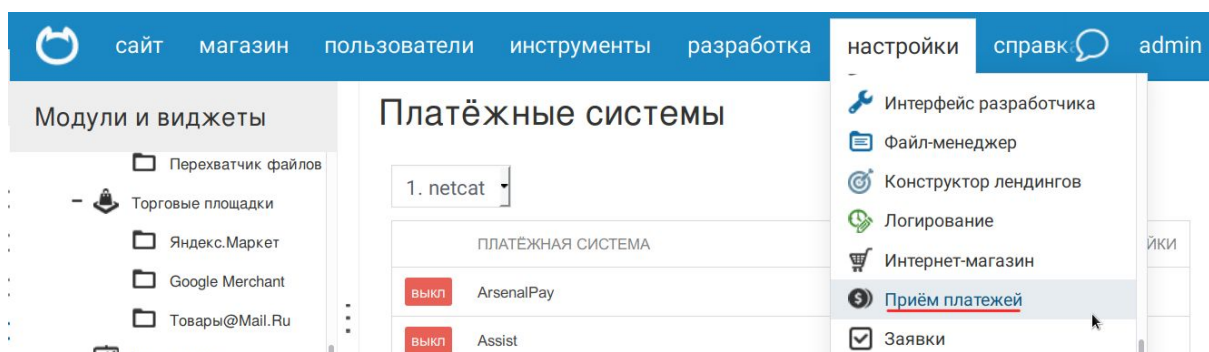 сайт магазин пользователи инструменты разработка настройки справка admin
Модули и виджеты
Перехватчик файлов
Торговые площадки
Яндекс.Маркет
Google Merchant
Товары@Mail.Ru
Платёжные системы
1. netcat
ПЛАТЁЖНАЯ СИСТЕМА
ЙКИ
выкл ArsenalPay
выкл Assist
Интерфейс разработчика
Файл-менеджер
Конструктор лендингов
Логирование
Интернет-магазин
Приём платежей
Заявки